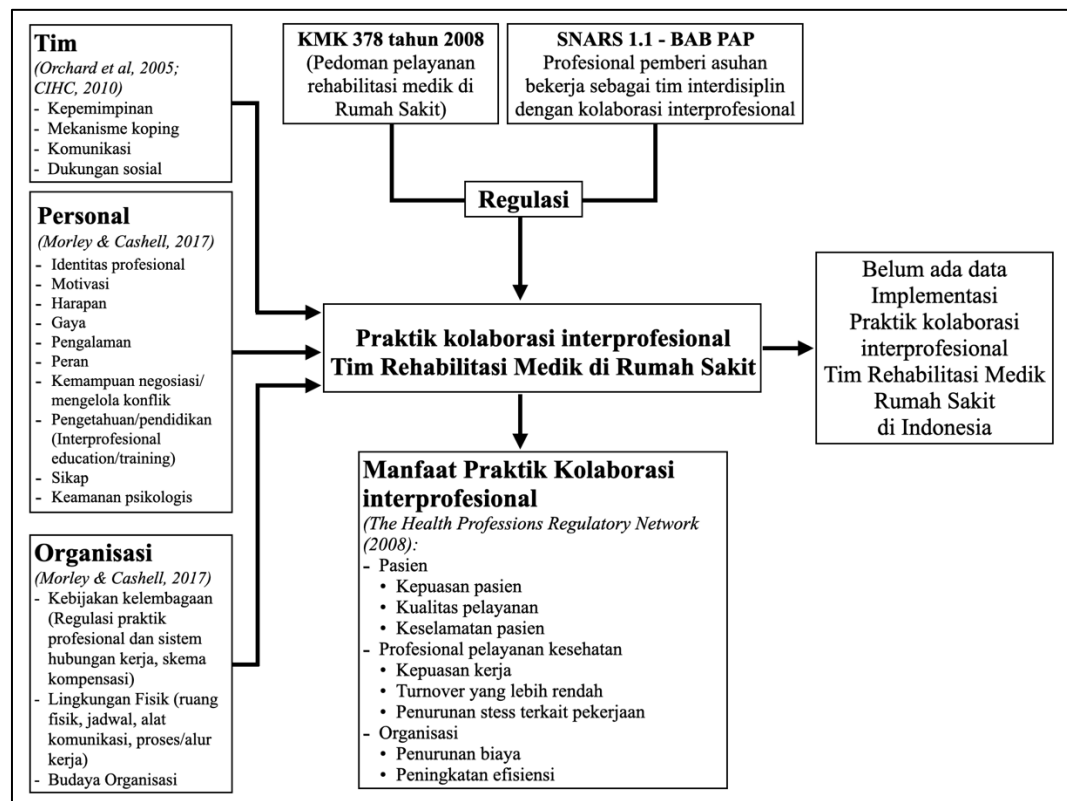 Tim
(Orchard et al, 2005;
CIHC, 2010)
- Kepemimpinan
- Mekanisme koping
- Komunikasi
- Dukungan sosial
Personal
(Morley & Cashell, 2017)
- Identitas profesional
- Motivasi
- Harapan
- Gaya
- Pengalaman
- Peran
- Kemampuan negosiasi/
mengelola konflik
- Pengetahuan/pendidikan
(Interprofesional
education/training)
- Sikap
- Keamanan psikologis
Organisasi
(Morley & Cashell, 2017)
- Kebijakan kelembagaan
(Regulasi praktik
profesional dan sistem
hubungan kerja, skema
kompensasi)
- Lingkungan Fisik (ruang
fisik, jadwal, alat
komunikasi, proses/alur
kerja)
- Budaya Organisasi
KMK 378 tahun 2008
(Pedoman pelayanan
rehabilitasi medik di
Rumah Sakit)
SNARS 1.1 - BAB PAP
Profesional pemberi asuhan
bekerja sebagai tim interdisiplin
dengan kolaborasi interprofesional
Regulasi
Praktik kolaborasi interprofesional
Tim Rehabilitasi Medik di Rumah Sakit
Manfaat Praktik Kolaborasi
interprofesional
(The Health Professions Regulatory Network
(2008):
- Pasien
• Kepuasan pasien
• Kualitas pelayanan
• Keselamatan pasien
- Profesional pelayanan kesehatan
• Kepuasan kerja
• Turnover yang lebih rendah
• Penurunan stess terkait pekerjaan
- Organisasi
• Penurunan biaya
• Peningkatan efisiensi
Belum ada data
Implementasi
Praktik kolaborasi
interprofesional
Tim Rehabilitasi Medik
Rumah Sakit
di Indonesia